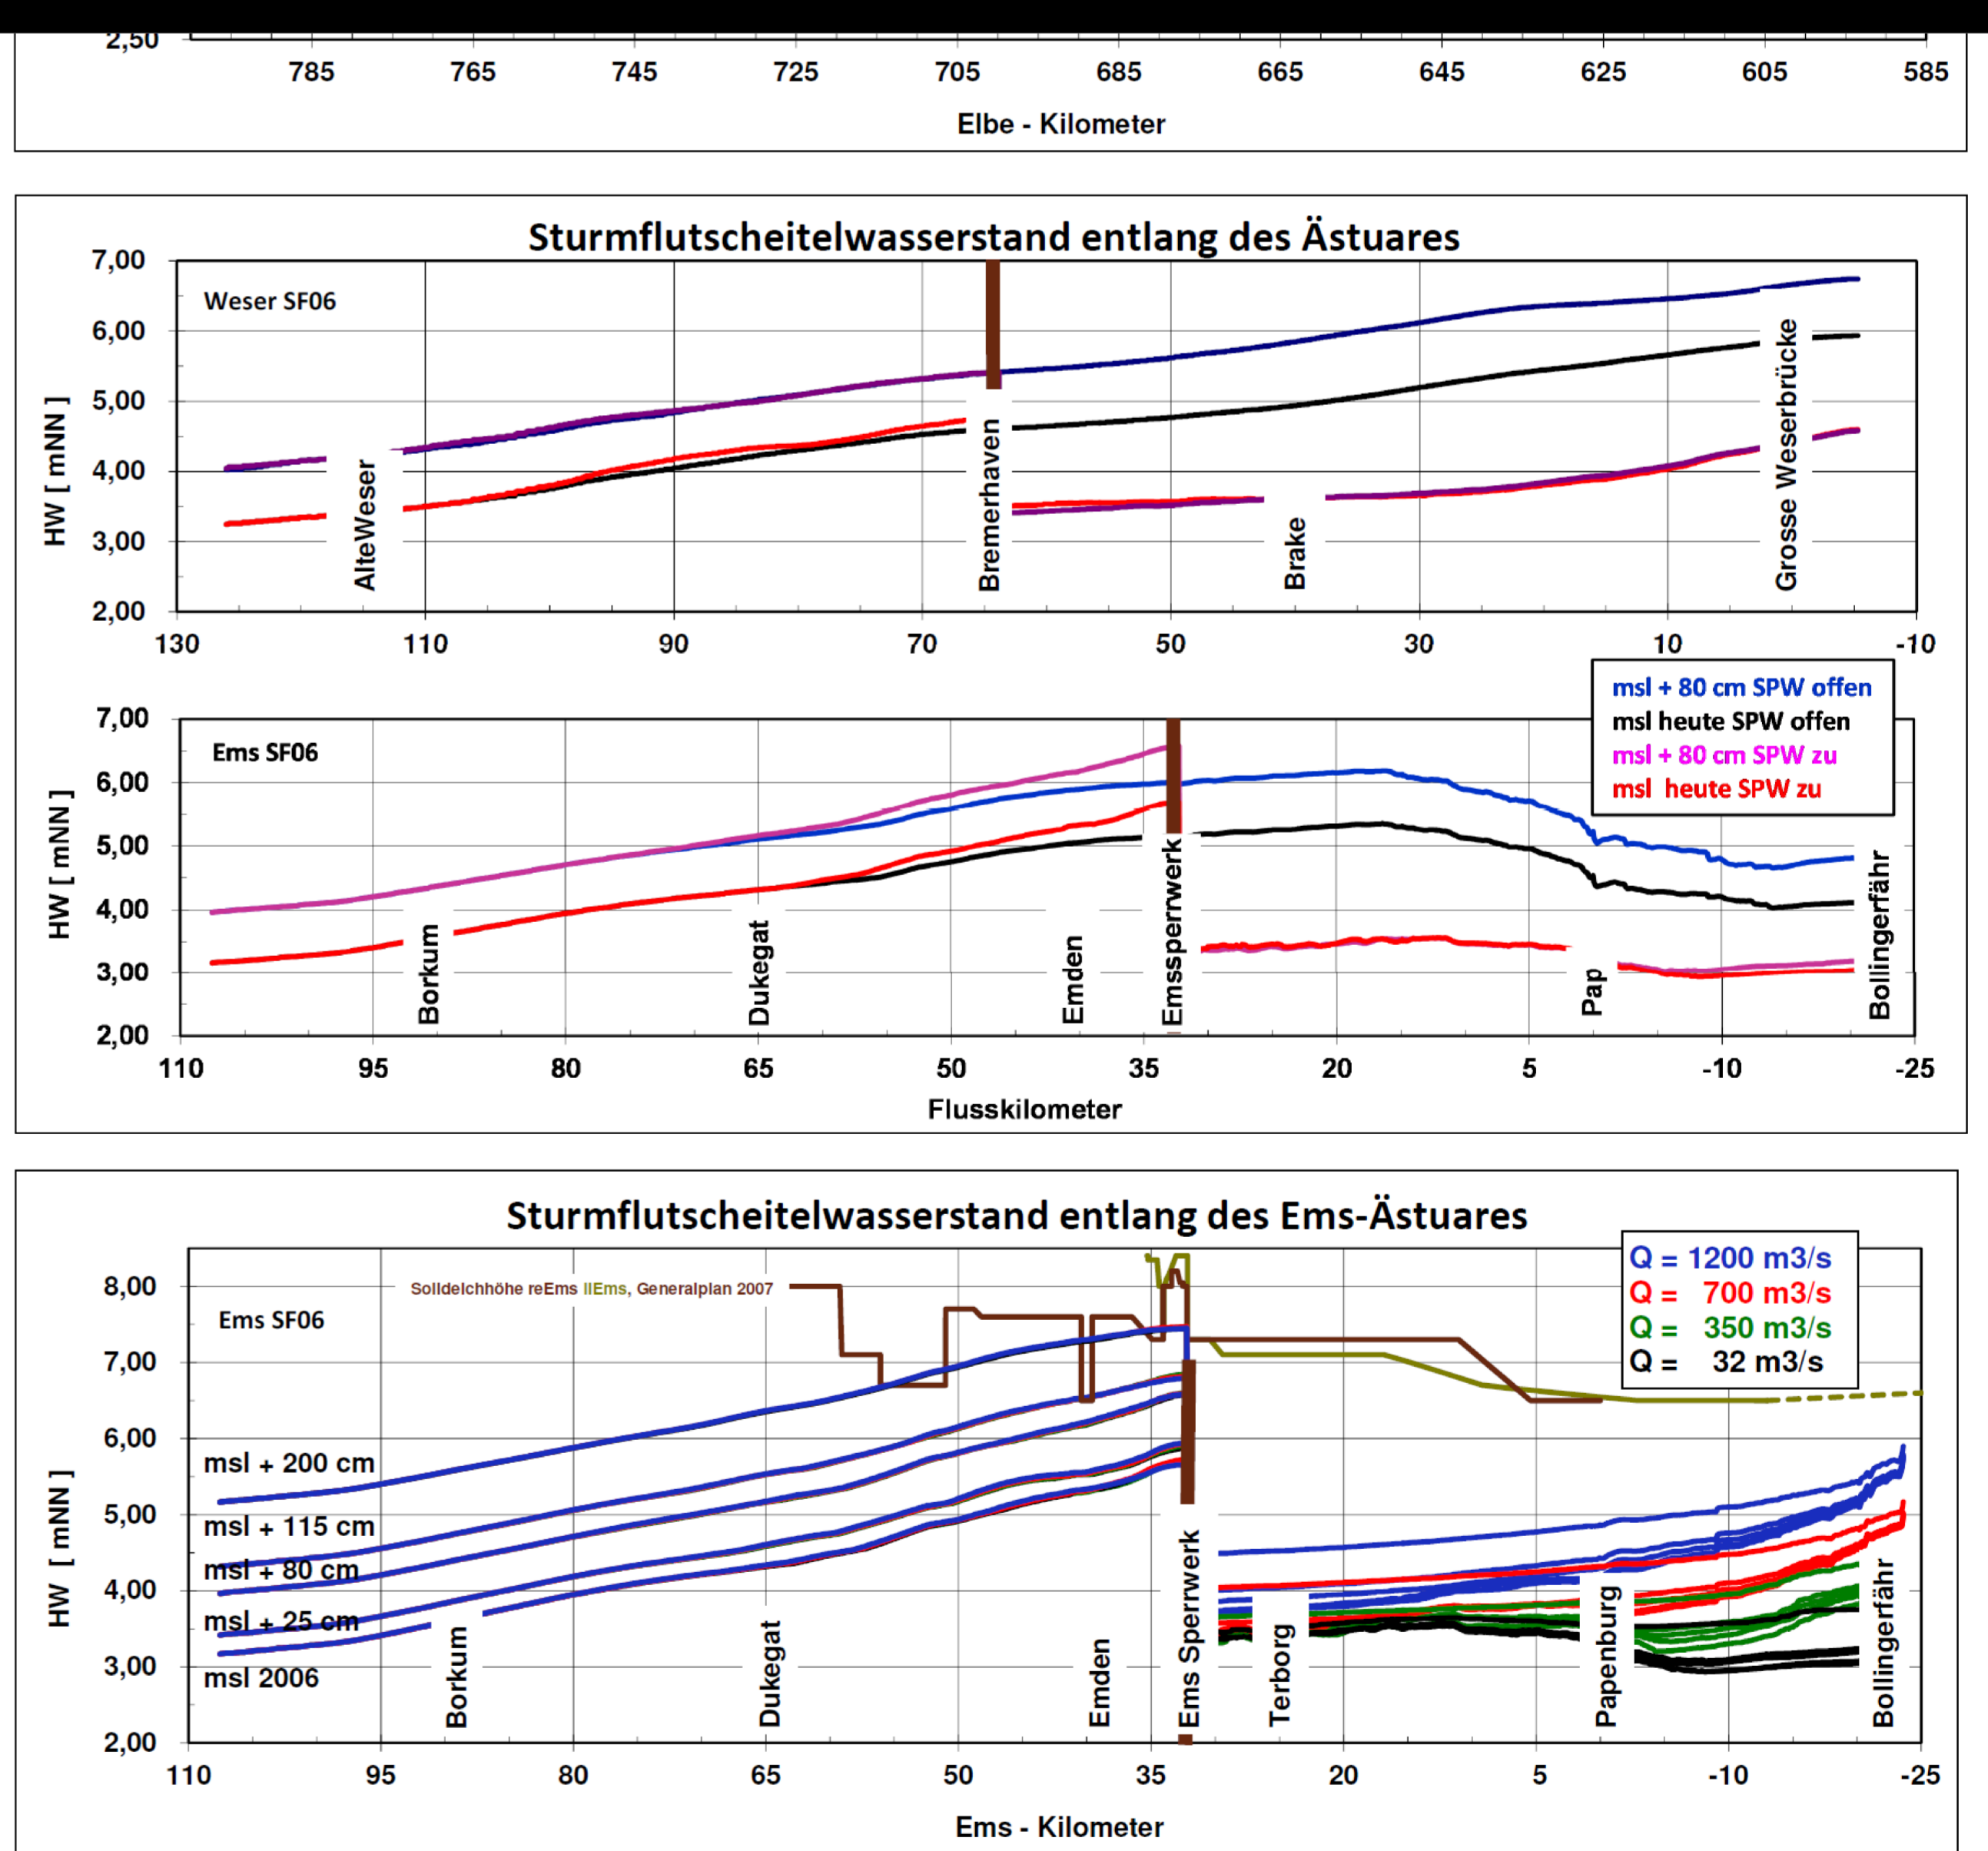 2,50
785 765 745 725 705 685 665 645 625 605 585
Elbe - Kilometer
Sturmflutscheitelwasserstand entlang des Ästuares
7,00
Weser SF06
6,00
5,00
4,00
3,00
2,00
HW [ mNN ]
AlteWeser
Bremerhaven
Brake
Grosse Weserbrücke
130 110 90 70 50 30 10 -10
msl + 80 cm SPW offen
msl heute SPW offen
msl + 80 cm SPW zu
msl heute SPW zu
7,00
Ems SF06
6,00
5,00
4,00
3,00
2,00
HW [ mNN ]
Borkum
Dukegat
Emden
Emssperrwerk
Pap
Bollingerfähr
110 95 80 65 50 35 20 5 -10 -25
Flusskilometer
Sturmflutscheitelwasserstand entlang des Ems-Ästuares
Q = 1200 m3/s
Q = 700 m3/s
Q = 350 m3/s
Q = 32 m3/s
8,00
Solldeichhöhe reEms liEms, Generalplan 2007
Ems SF06
7,00
6,00
5,00
4,00
3,00
2,00
HW [ mNN ]
msl + 200 cm
msl + 115 cm
msl + 80 cm
msl + 25 cm
msl 2006
Borkum
Dukegat
Emden
Ems Sperrwerk
Terborg
Papenburg
Bollingerfähr
110 95 80 65 50 35 20 5 -10 -25
Ems - Kilometer